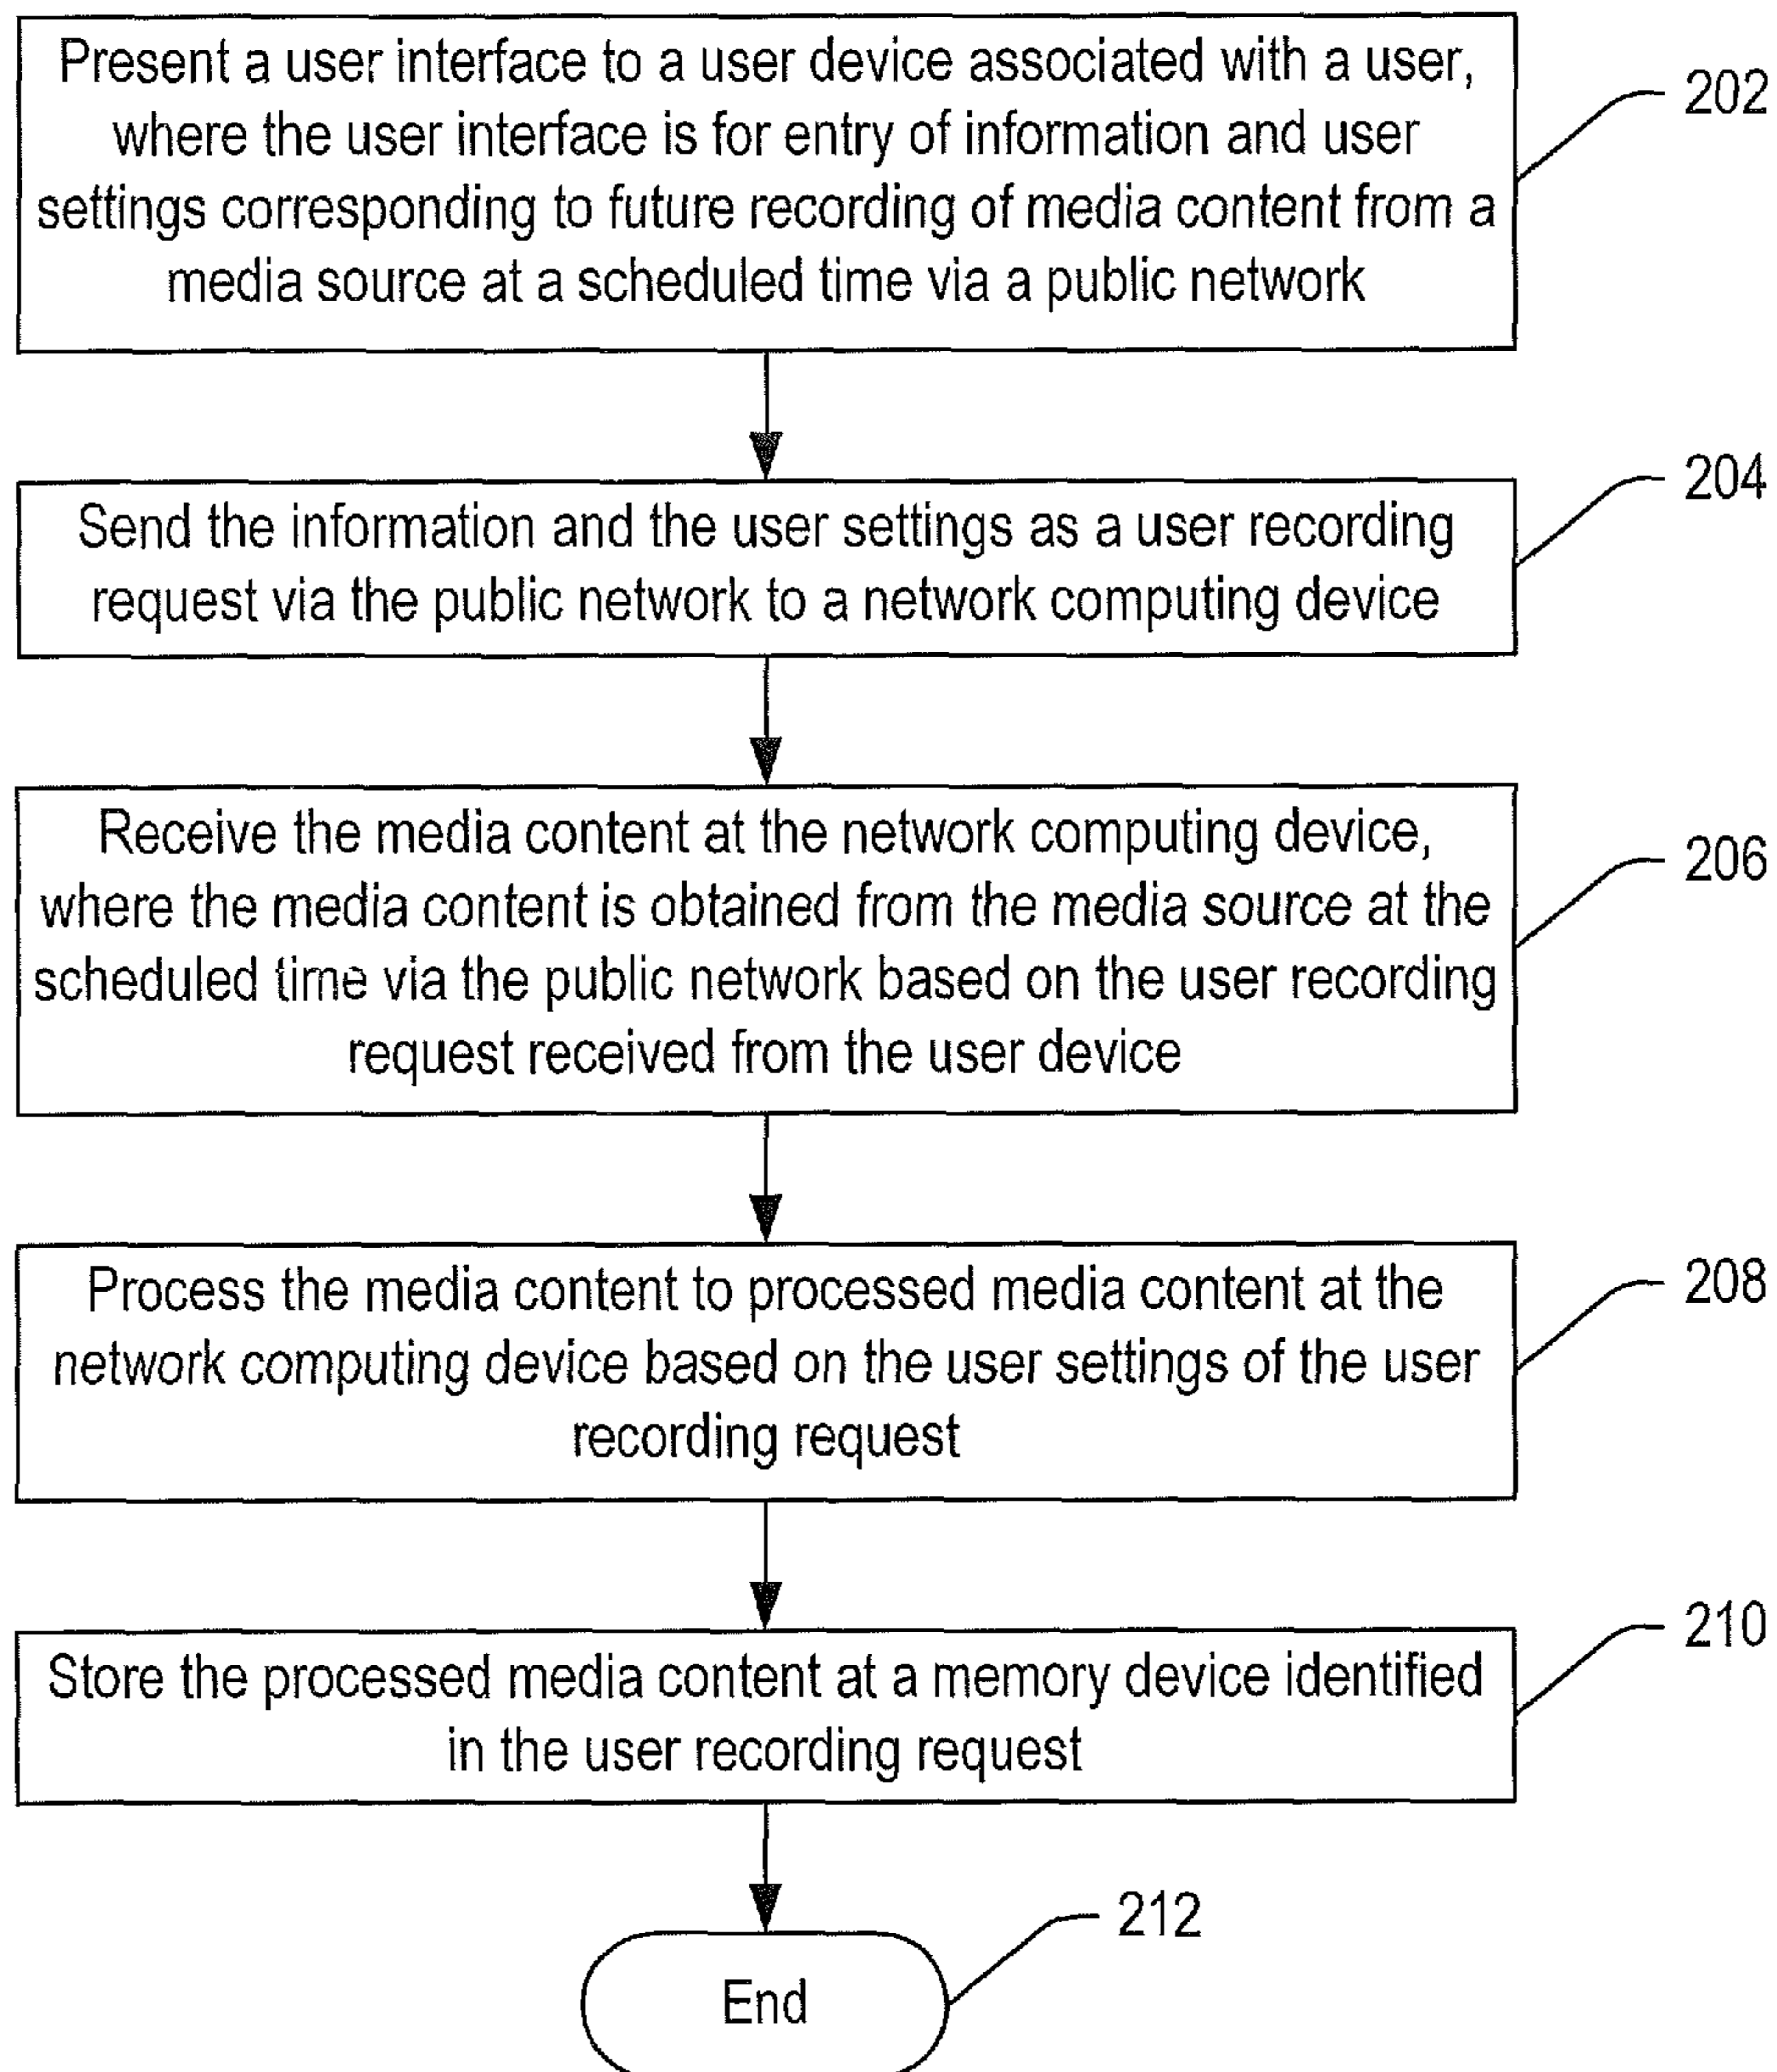 Present a user interface to a user device associated with a user,
where the user interface is for entry of information and user
settings corresponding to future recording of media content from a
media source at a scheduled time via a public network
202
Send the information and the user settings as a user recording
request via the public network to a network computing device
204
Receive the media content at the network computing device,
where the media content is obtained from the media source at the
scheduled time via the public network based on the user recording
request received from the user device
206
Process the media content to processed media content at the
network computing device based on the user settings of the user
recording request
208
Store the processed media content at a memory device identified
in the user recording request
210
212
End